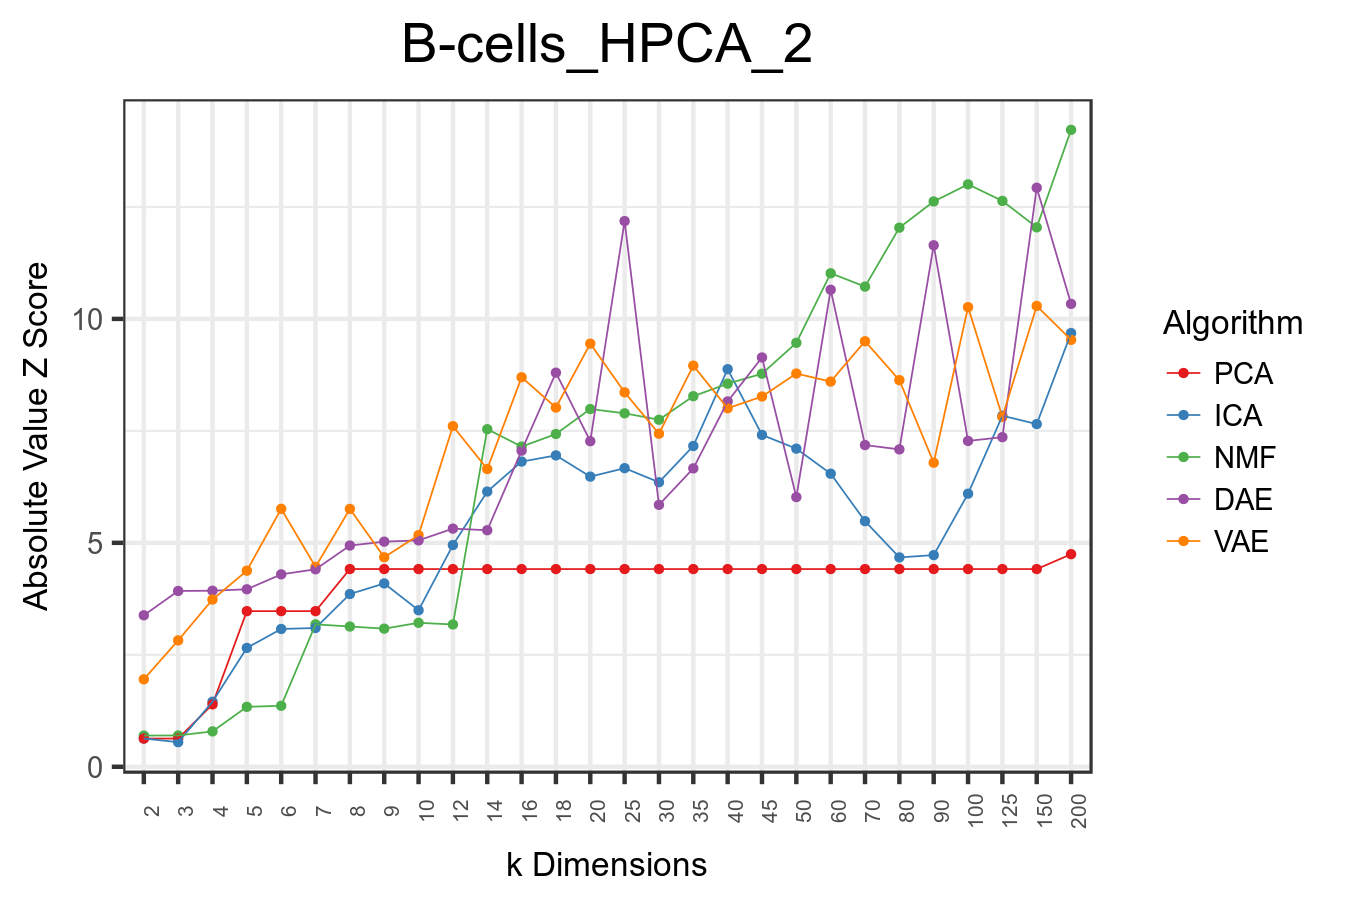 B-cells_HPCA_2
Absolute Value Z Score
10
5
0
2 3 4 5 6 7 8 9 10 12 14 16 18 20 25 30 35 40 45 50 60 70 80 90 100 125 150 200
k Dimensions
Algorithm
PCA
ICA
NMF
DAE
VAE